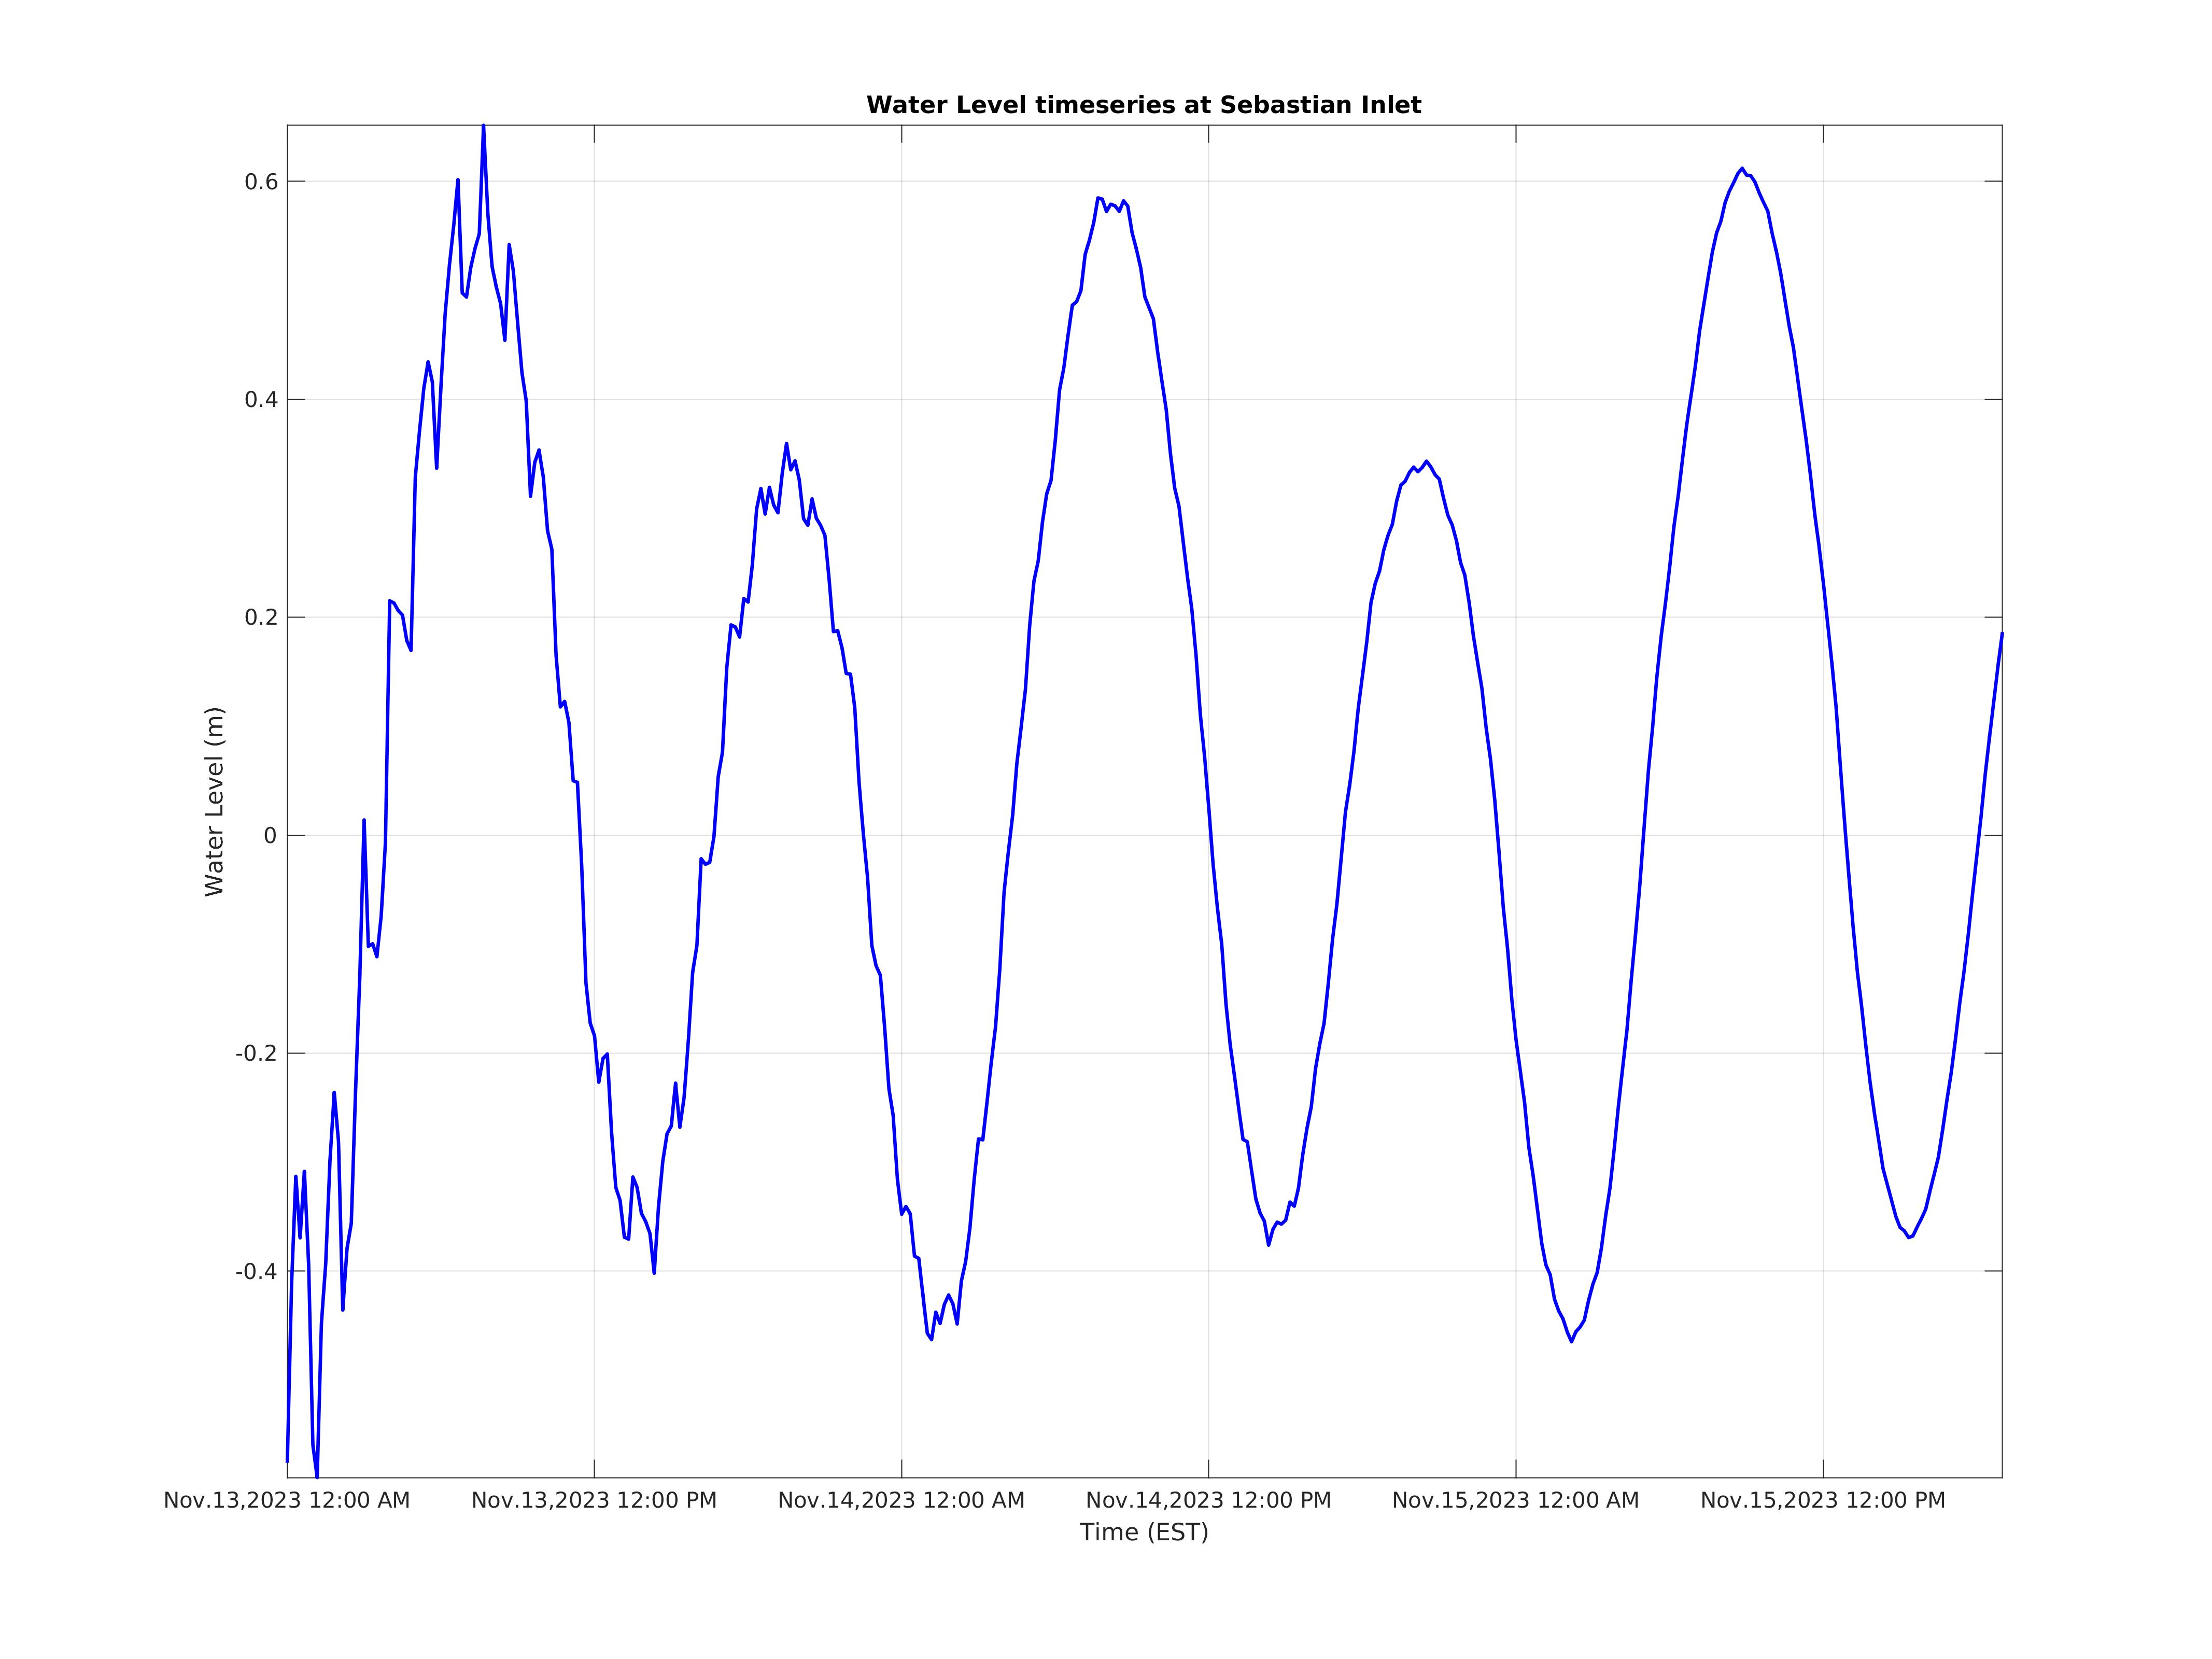 Water Level timeseries at Sebastian Inlet
0.6
0.4
0.2
0
-0.2
-0.4
Water Level (m)
Nov.13,2023 12:00 AM
Nov.13,2023 12:00 PM
Nov.14,2023 12:00 AM
Nov.14,2023 12:00 PM
Nov.15,2023 12:00 AM
Nov.15,2023 12:00 PM
Time (EST)